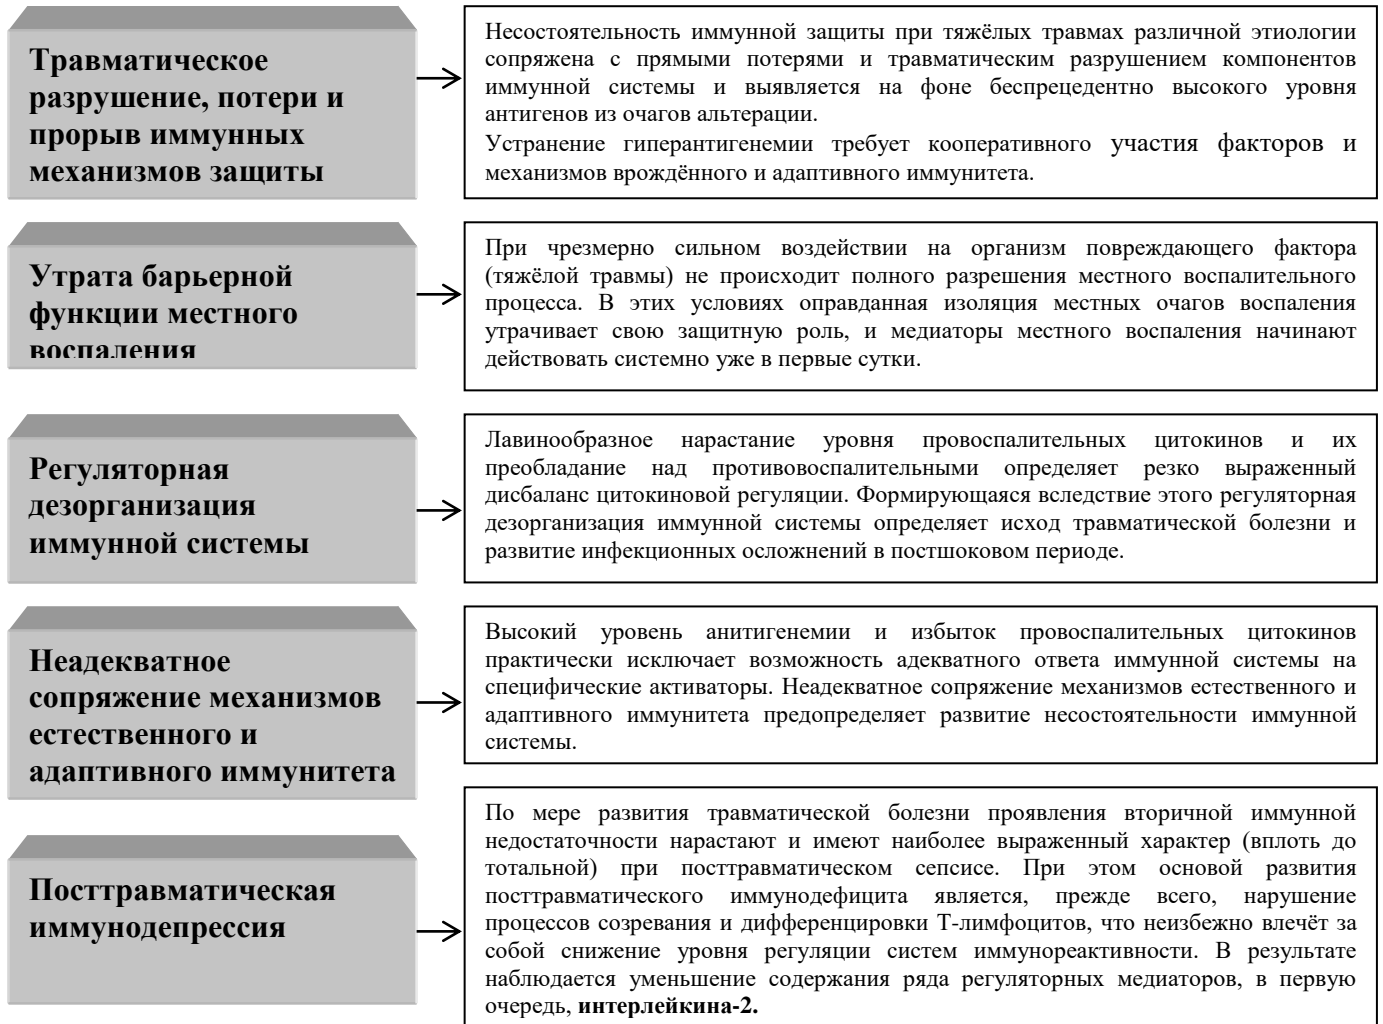 Травматическое
разрушение, потери и
прорыв иммунных
механизмов защиты
Несостоятельность иммунной защиты при тяжёлых травмах различной этиологии
сопряжена с прямыми потерями и травматическим разрушением компонентов
иммунной системы и выявляется на фоне беспрецедентно высокого уровня
антигенов из очагов альтерации.
Устранение гиперантигенемии требует кооперативного участия факторов и
механизмов врождённого и адаптивного иммунитета.
Утрата барьерной
функции местного
воспаления
При чрезмерно сильном воздействии на организм повреждающего фактора
(тяжёлой травмы) не происходит полного разрешения местного воспалительного
процесса. В этих условиях оправданная изоляция местных очагов воспаления
утрачивает свою защитную роль, и медиаторы местного воспаления начинают
действовать системно уже в первые сутки.
Регуляторная
дезорганизация
иммунной системы
Лавинообразное нарастание уровня провоспалительных цитокинов и их
преобладание над противовоспалительными определяет резко выраженный
дисбаланс цитокиновой регуляции. Формирующаяся вследствие этого регуляторная
дезорганизация иммунной системы определяет исход травматической болезни и
развитие инфекционных осложнений в постшоковом периоде.
Неадекватное
сопряжение механизмов
естественного и
адаптивного иммунитета
Высокий уровень анитигенемии и избыток провоспалительных цитокинов
практически исключает возможность адекватного ответа иммунной системы на
специфические активаторы. Неадекватное сопряжение механизмов естественного и
адаптивного иммунитета предопределяет развитие несостоятельности иммунной
системы.
Посттравматическая
иммунодепрессия
По мере развития травматической болезни проявления вторичной иммунной
недостаточности нарастают и имеют наиболее выраженный характер (вплоть до
тотальной) при посттравматическом сепсисе. При этом основой развития
посттравматического иммунодефицита является, прежде всего, нарушение
процессов созревания и дифференцировки Т-лимфоцитов, что неизбежно влечёт за
собой снижение уровня регуляции систем иммунореактивности. В результате
наблюдается уменьшение содержания ряда регуляторных медиаторов, в первую
очередь, интерлейкина-2.